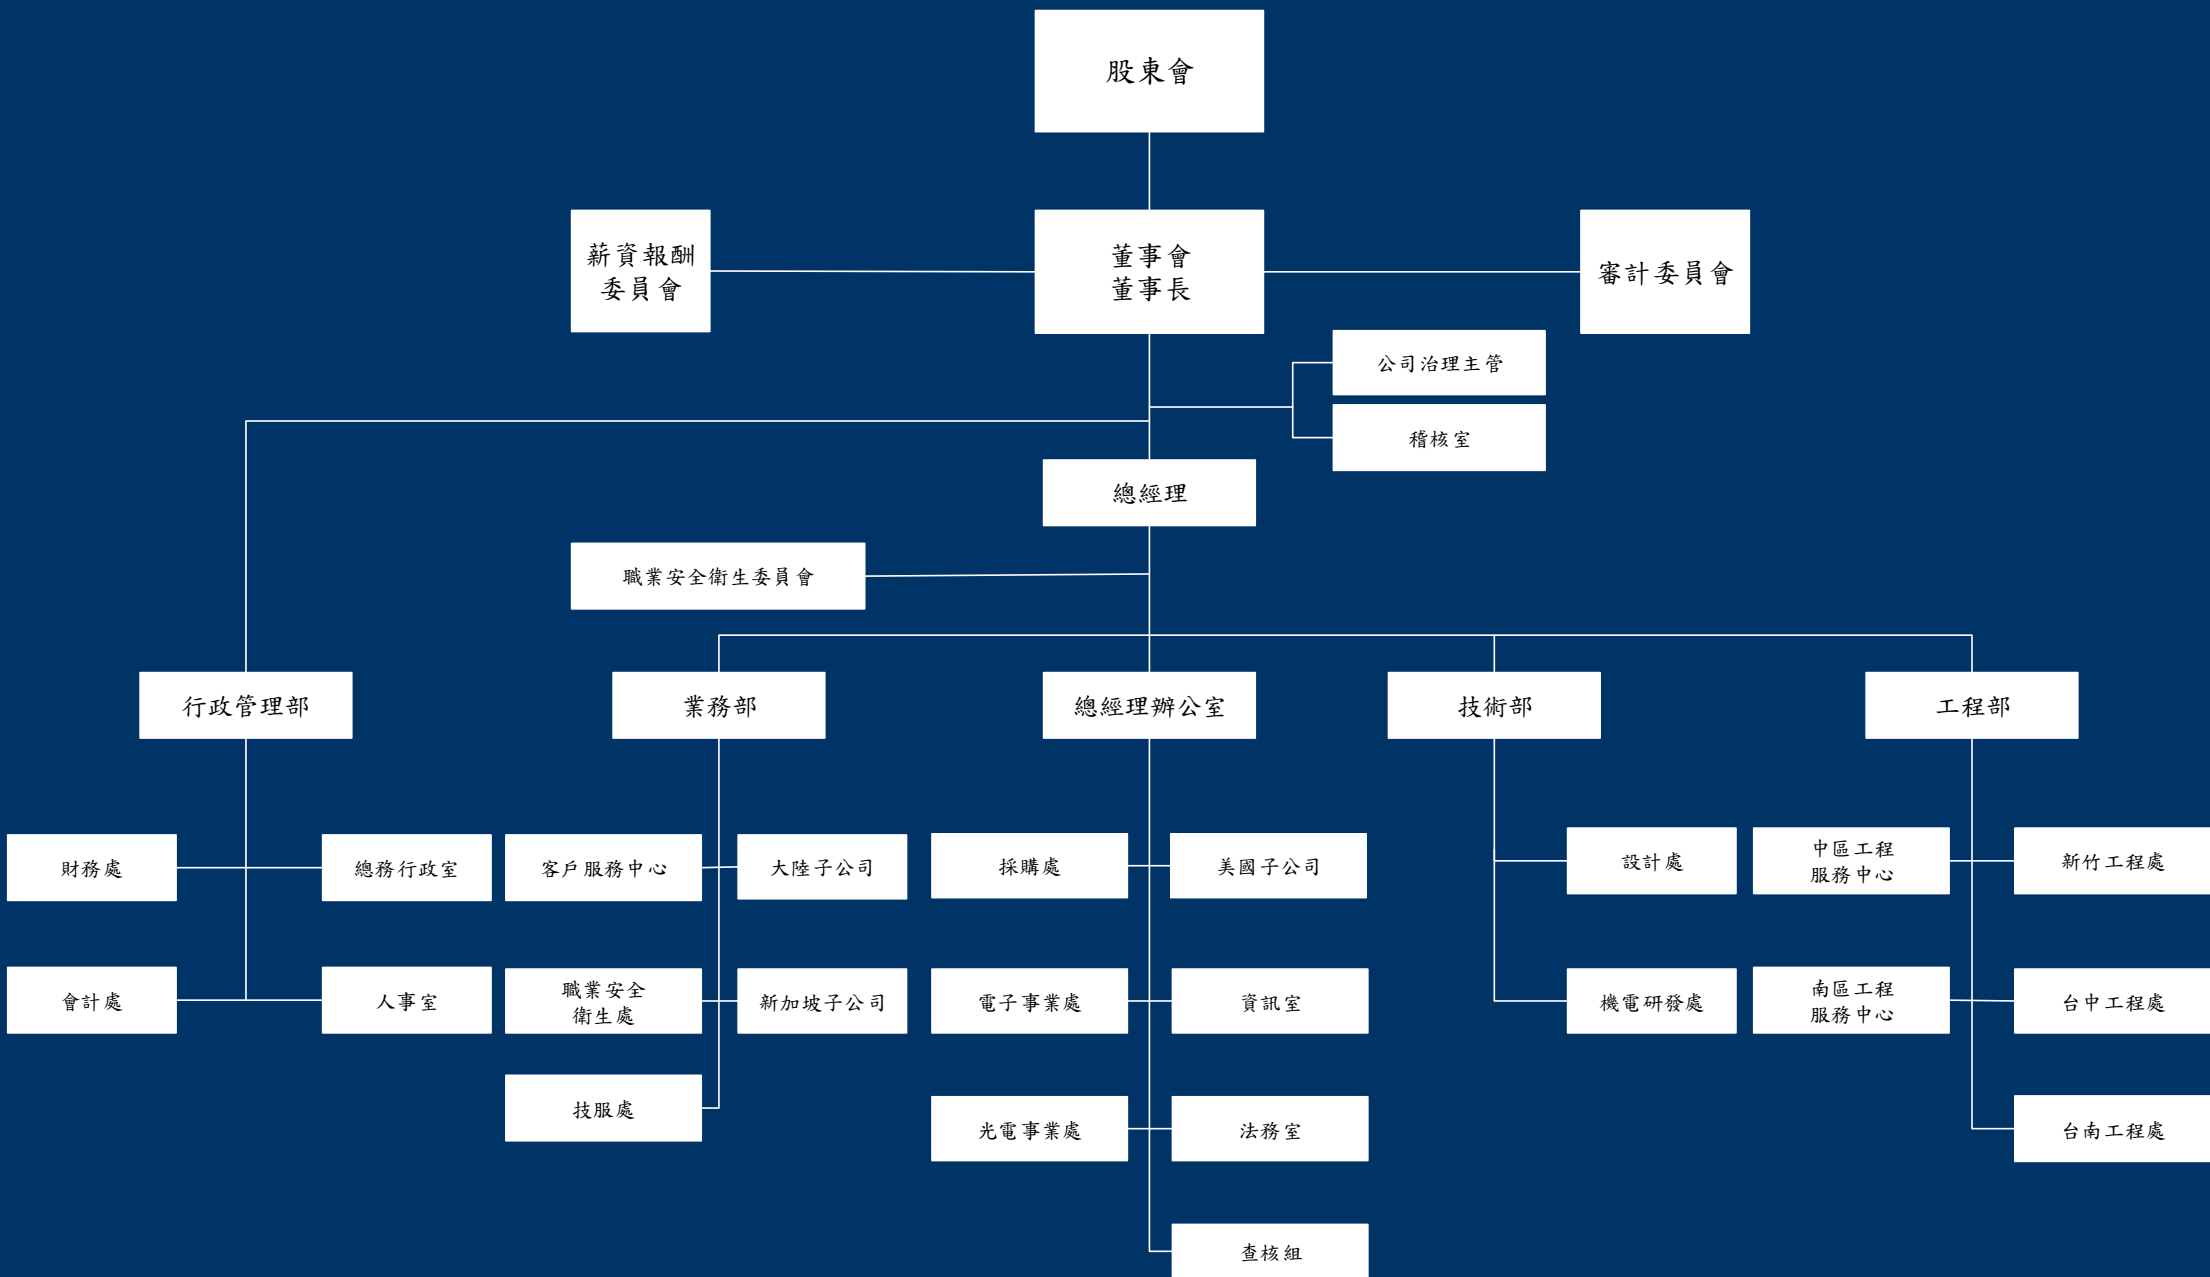 股東會
薪資報酬
委員會
董事會
董事長
審計委員會
公司治理主管
稽核室
總經理
職業安全衛生委員會
行政管理部
業務部
總經理辦公室
技術部
工程部
財務處
總務行政室
客戶服務中心
大陸子公司
採購處
美國子公司
設計處
中區工程
服務中心
新竹工程處
會計處
人事室
職業安全
衛生處
新加坡子公司
電子事業處
資訊室
機電研發處
南區工程
服務中心
台中工程處
技服處
光電事業處
法務室
台南工程處
查核組